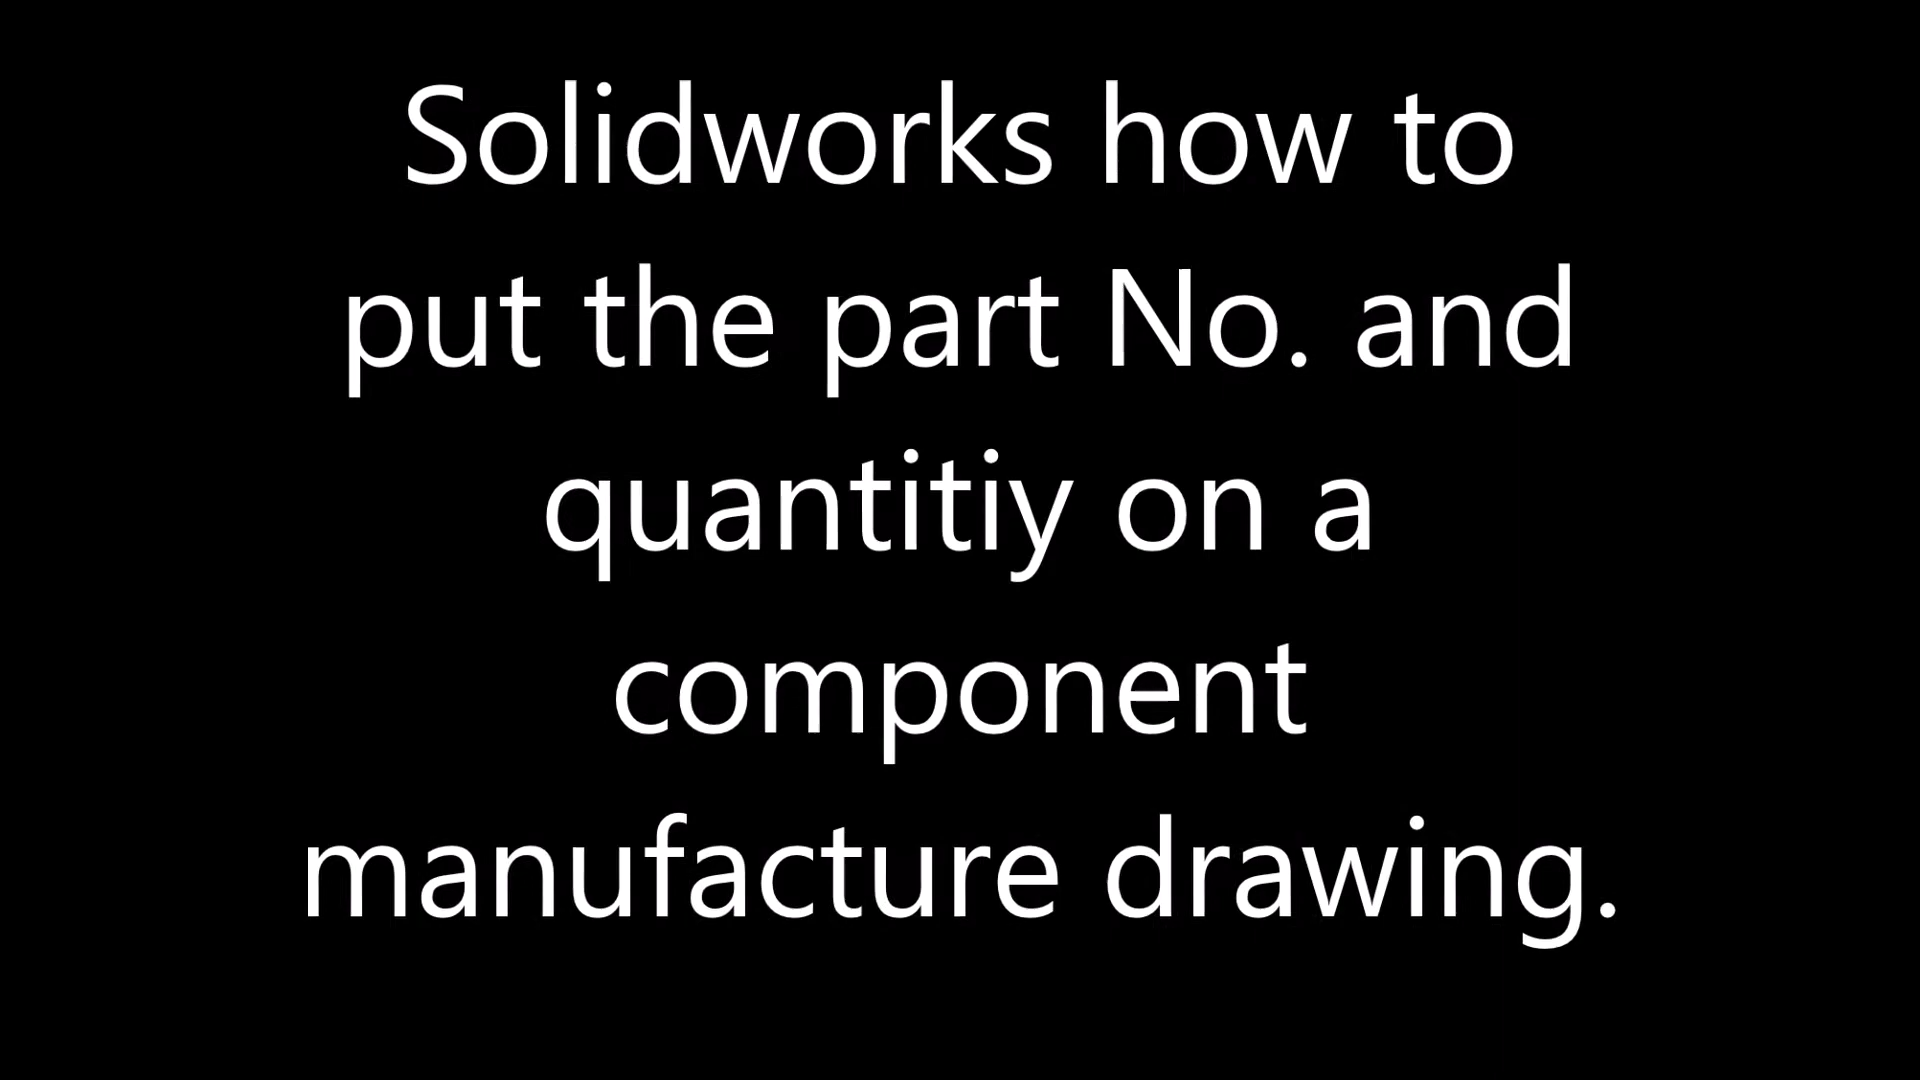 Solidworks how to
put the part No. and
quantitiy on a
component
manufacture drawing.